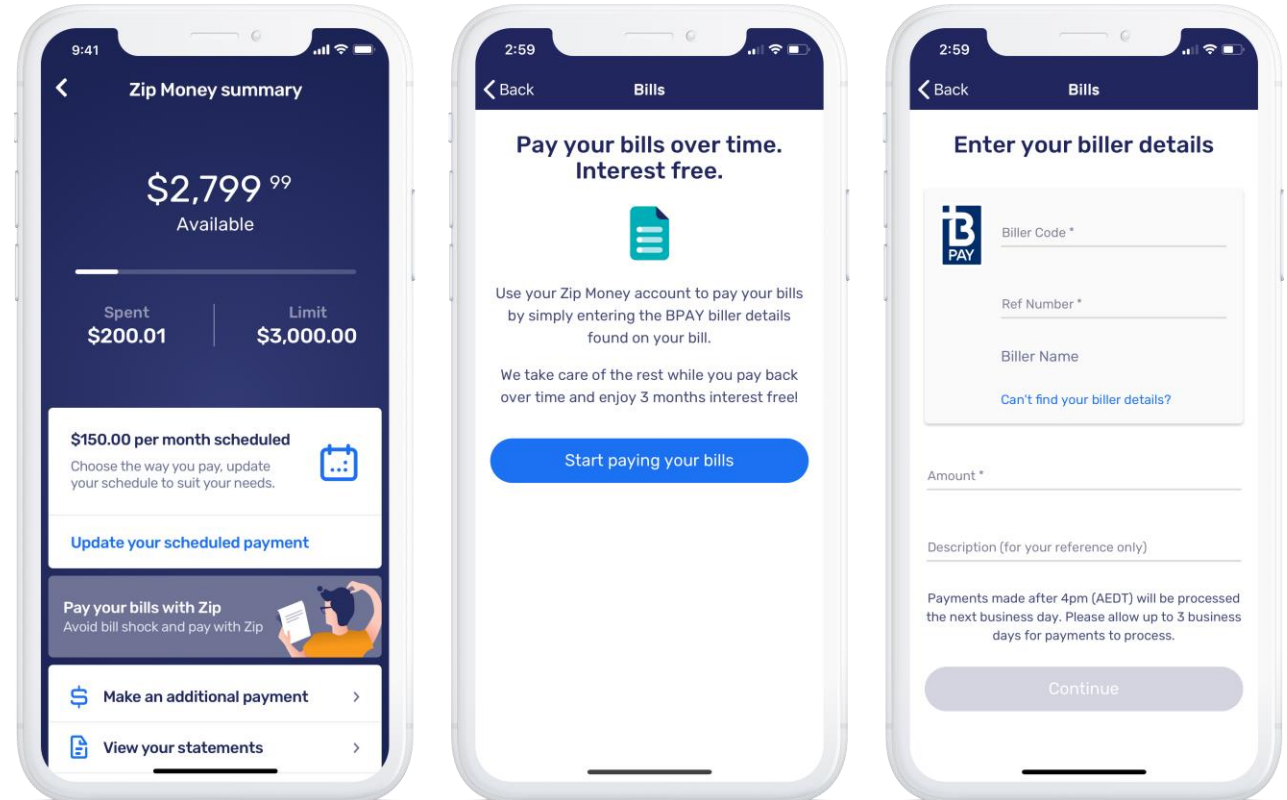 9:41
Zip Money summary
$2,799 99
Available
Spent
Limit
$200.01
$3,000.00
$150.00 per month scheduled
Choose the way you pay, update
your schedule to suit your needs.
Update your scheduled payment
Pay your bills with Zip
Avoid bill shock and pay with Zip
Make an additional payment
View your statements
2:59
Back
Bills
Pay your bills over time.
Interest free.
Use your Zip Money account to pay your bills
by simply entering the BPAY biller details
found on your bill.
We take care of the rest while you pay back
over time and enjoy 3 months interest free!
Start paying your bills
2:59
Back
Bills
Enter your biller details
B
PAY
Biller Code *
Ref Number *
Biller Name
Can't find your biller details?
Amount *
Description (for your reference only)
Payments made after 4pm (AEDT) will be processed
the next business day. Please allow up to 3 business
days for payments to process.
Continue